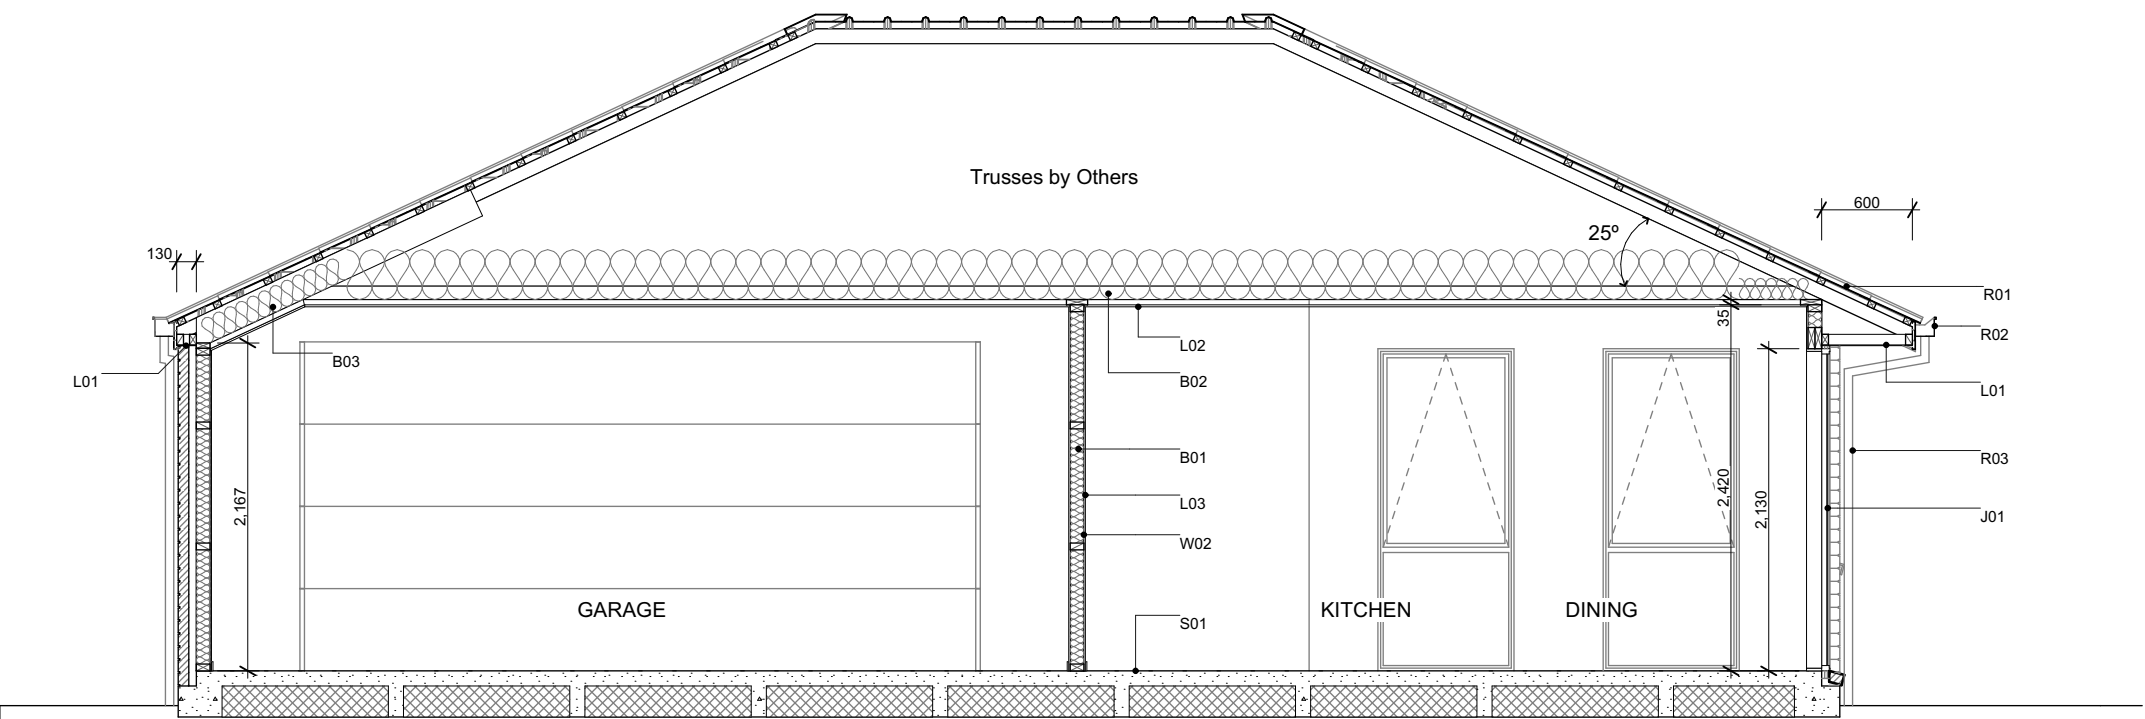 Trusses by Others
600
25º
130
R01
35
R02
L02
B03
L01
B02
L01
B01
R03
2,420
2,167
2,130
L03
J01
W02
GARAGE
KITCHEN
DINING
S01